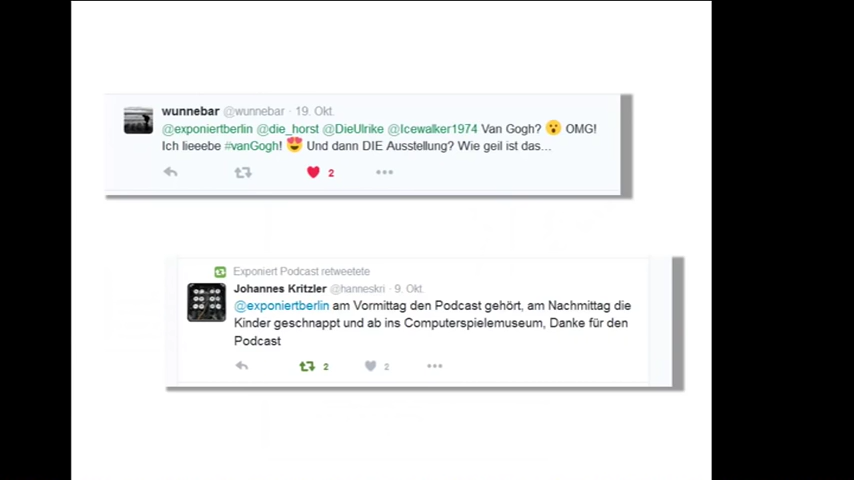 wunnebar @wunnebar · 19. Okt.
@exponiertberlin @die_horst @DieUlrike @Icewalker1974 Van Gogh? 😮 OMG!
Ich lieeebe #vanGogh! 😍 Und dann DIE Ausstellung? Wie geil ist das...
2
Exponiert Podcast retweetete
Johannes Kritzler @hanneskri · 9. Okt.
@exponiertberlin am Vormittag den Podcast gehört, am Nachmittag die
Kinder geschnappt und ab ins Computerspielemuseum, Danke für den
Podcast
2 2